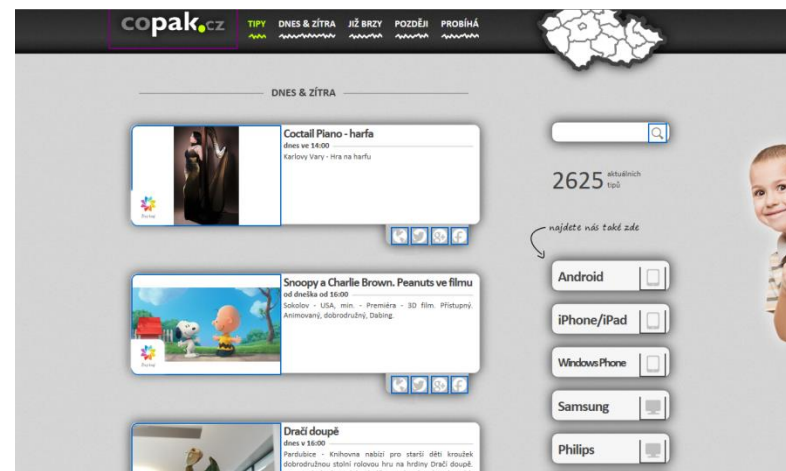 copak.cz
TIPY DNES & ZÍTRA JIŽ BRZY POZDĚJI PROBÍHÁ
DNES & ZÍTRA
Coctail Piano - harfa
dnes ve 14:00
Karlovy Vary - Hra na harfu
2625 aktuálních
tipů
najdete nás také zde
Snoopy a Charlie Brown. Peanuts ve filmu
od dneška od 16:00
Sokolov - USA, min. - Premiéra - 3D film. Přístupný.
Animovaný, dobrodružný, Dabing.
Android
iPhone/iPad
Windows Phone
Samsung
Philips
Dračí doupě
dnes v 16:00
Pardubice - Knihovna nabízí pro starší děti kroužek
dobrodružnou stolní rolovou hru na hrdiny Dračí doupě.